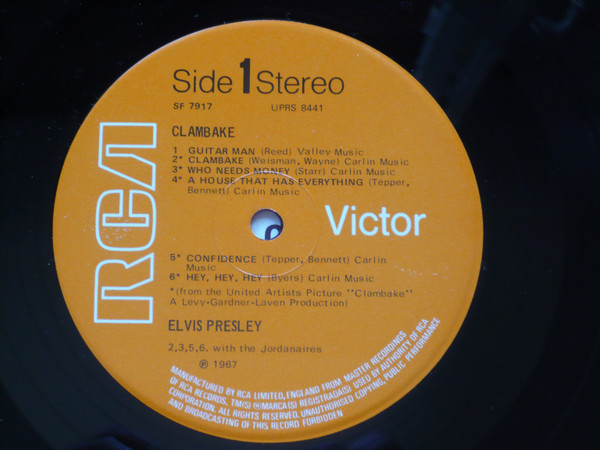 Side 1 Stereo
SF 7917 UPRS 8441
CLAMBAKE
1 GUITAR MAN (Reed) Valley Music
2* CLAMBAKE (Weisman, Wayne) Carlin Music
3* WHO NEEDS MONEY (Starr) Carlin Music
4* A HOUSE THAT HAS EVERYTHING (Tepper,
Bennett) Carlin Music
RCA
Victor
5* CONFIDENCE (Tepper, Bennett) Carlin
Music
6* HEY, HEY, HEY (Byers) Carlin Music
*(from the United Artists Picture "Clambake"
A Levy-Gardner-Laven Production)
ELVIS PRESLEY
2,3,5,6, with the Jordanaires
℗ 1967
MANUFACTURED BY RCA LIMITED, ENGLAND FROM MASTER RECORDINGS
OF RCA RECORDS, TM(S) ® MARCA(S) REGISTRADA(S) USED BY AUTHORITY OF RCA
CORPORATION. ALL RIGHTS RESERVED. UNAUTHORISED COPYING, PUBLIC PERFORMANCE
AND BROADCASTING OF THIS RECORD FORBIDDEN